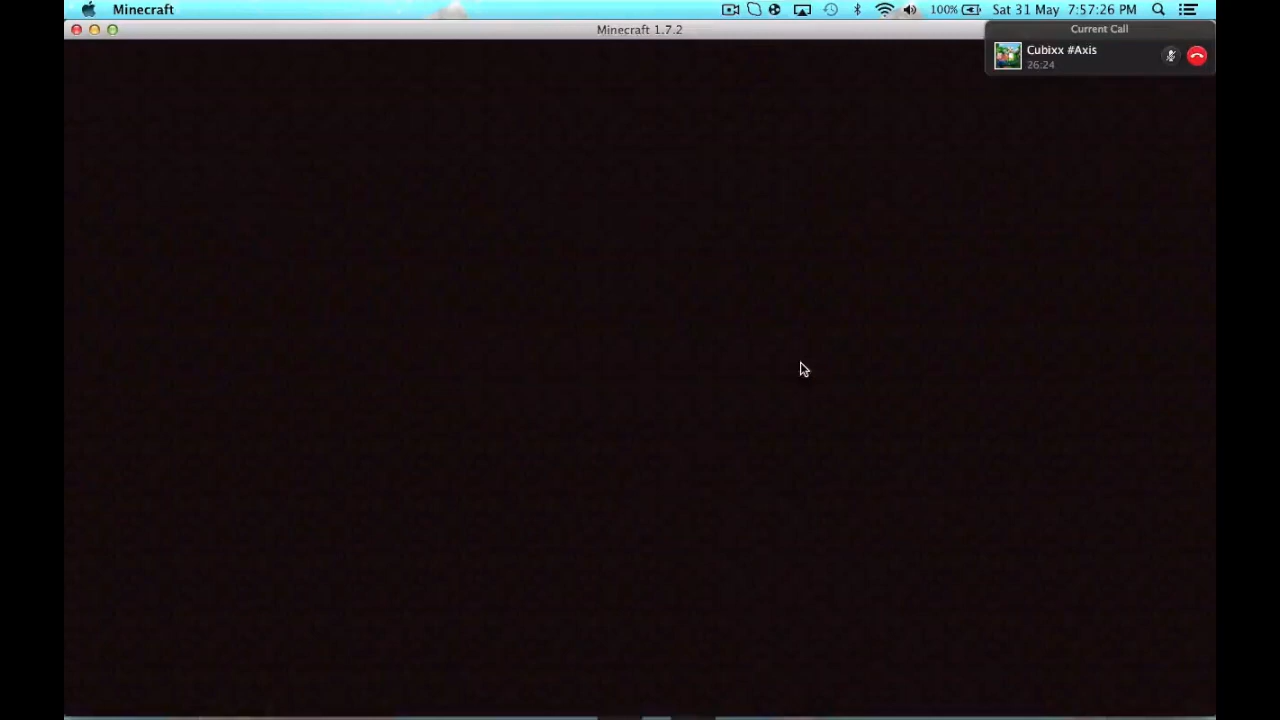 Minecraft
100%
Sat 31 May 7:57:26 PM
Minecraft 1.7.2
Current Call
Cubixx #Axis
26:24